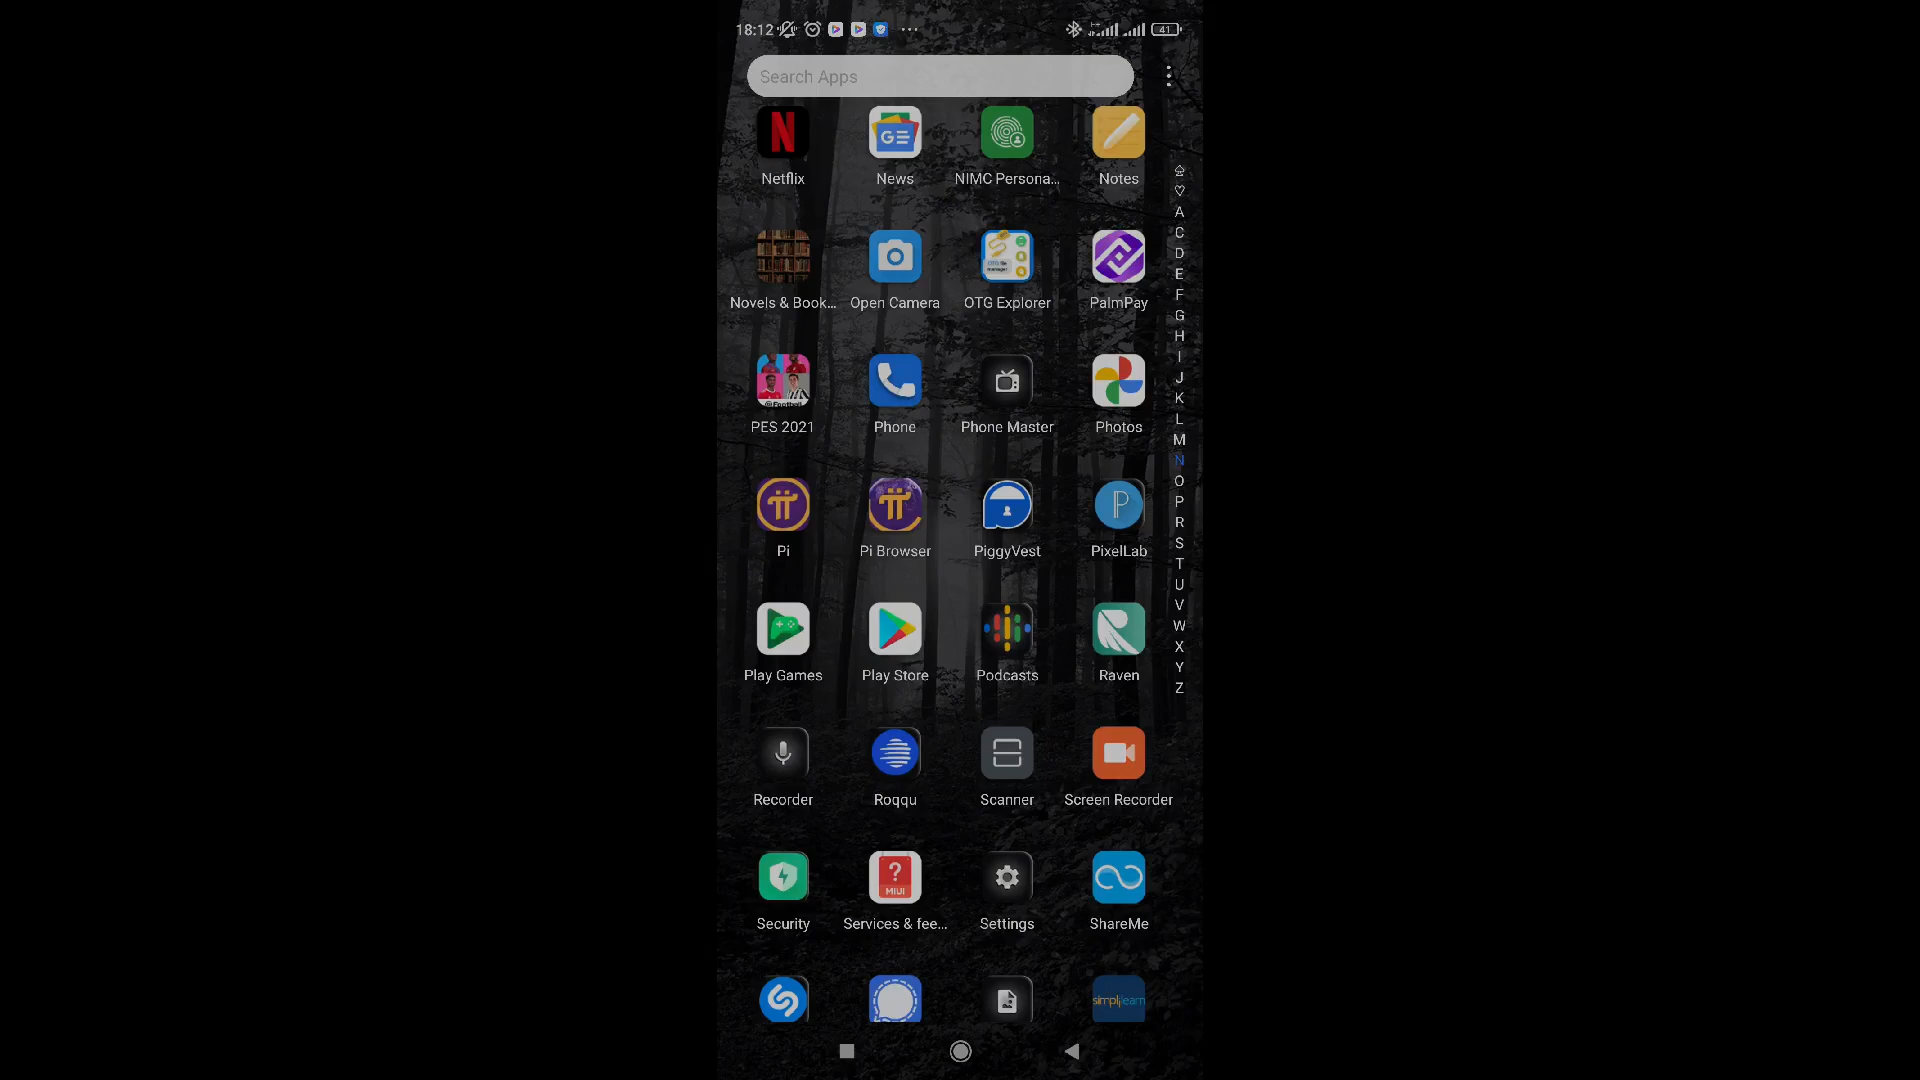 18:12 41
Search Apps
Netflix News NIMC Persona... Notes
Novels & Book... Open Camera OTG Explorer PalmPay
PES 2021 Phone Phone Master Photos
Pi Pi Browser PiggyVest PixelLab
Play Games Play Store Podcasts Raven
Recorder Roqqu Scanner Screen Recorder
MIUI
Security Services & fee... Settings ShareMe
simplilearn
A
C
D
E
F
G
H
I
J
K
L
M
N
O
P
R
S
T
U
V
W
X
Y
Z